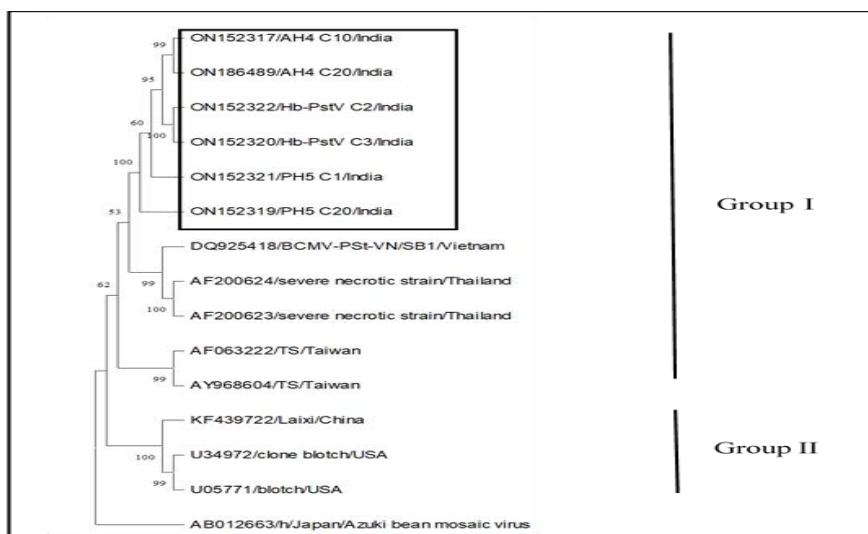 99
ON152317/AH4 C10/India
ON186489/AH4 C20/India
95
ON152322/Hb-PstV C2/India
60
100
ON152320/Hb-PstV C3/India
100
ON152321/PH5 C1/India
Group I
53
ON152319/PH5 C20/India
DQ925418/BCMV-PSt-VN/SB1/Vietnam
99
AF200624/severe necrotic strain/Thailand
62
100
AF200623/severe necrotic strain/Thailand
AF063222/TS/Taiwan
99
AY968604/TS/Taiwan
KF439722/Laixi/China
100
U34972/clone blotch/USA
Group II
99
U05771/blotch/USA
AB012663/h/Japan/Azuki bean mosaic virus